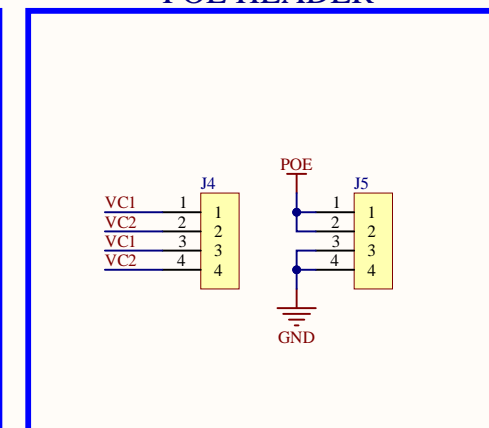 POE HEADER
J4
VC1 1 1
VC2 2 2
VC1 3 3
VC2 4 4
POE
J5
1 1
2 2
3 3
4 4
GND